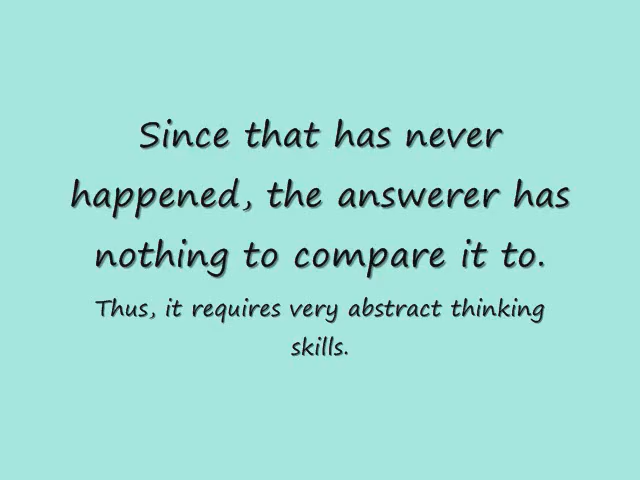 Since that has never
happened, the answerer has
nothing to compare it to.
Thus, it requires very abstract thinking
skills.